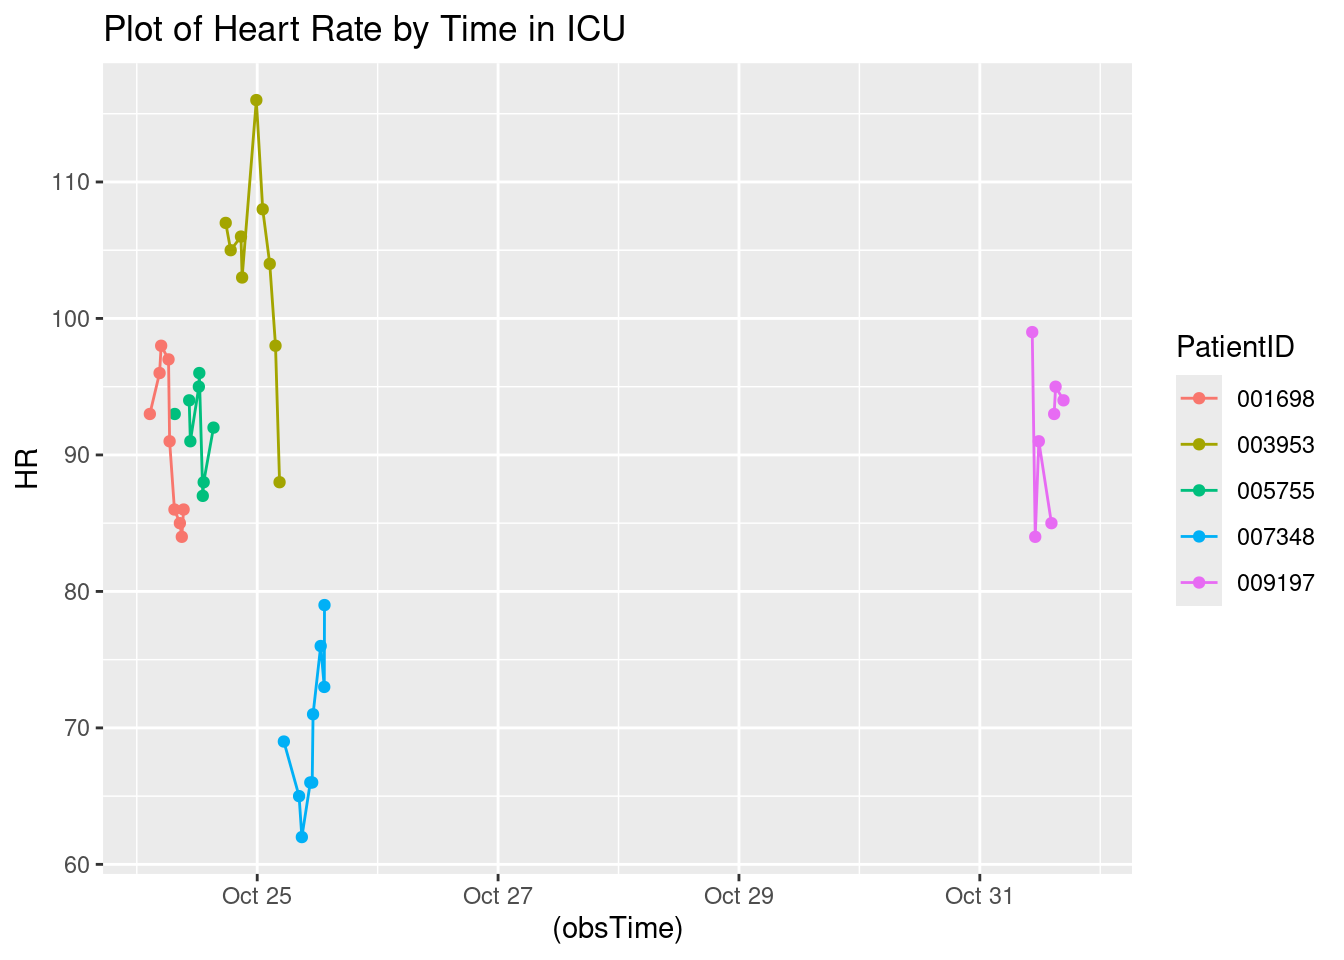 Plot of Heart Rate by Time in ICU
HR
110
100
90
80
70
60
Oct 25 Oct 27 Oct 29 Oct 31
(obsTime)
PatientID
001698
003953
005755
007348
009197